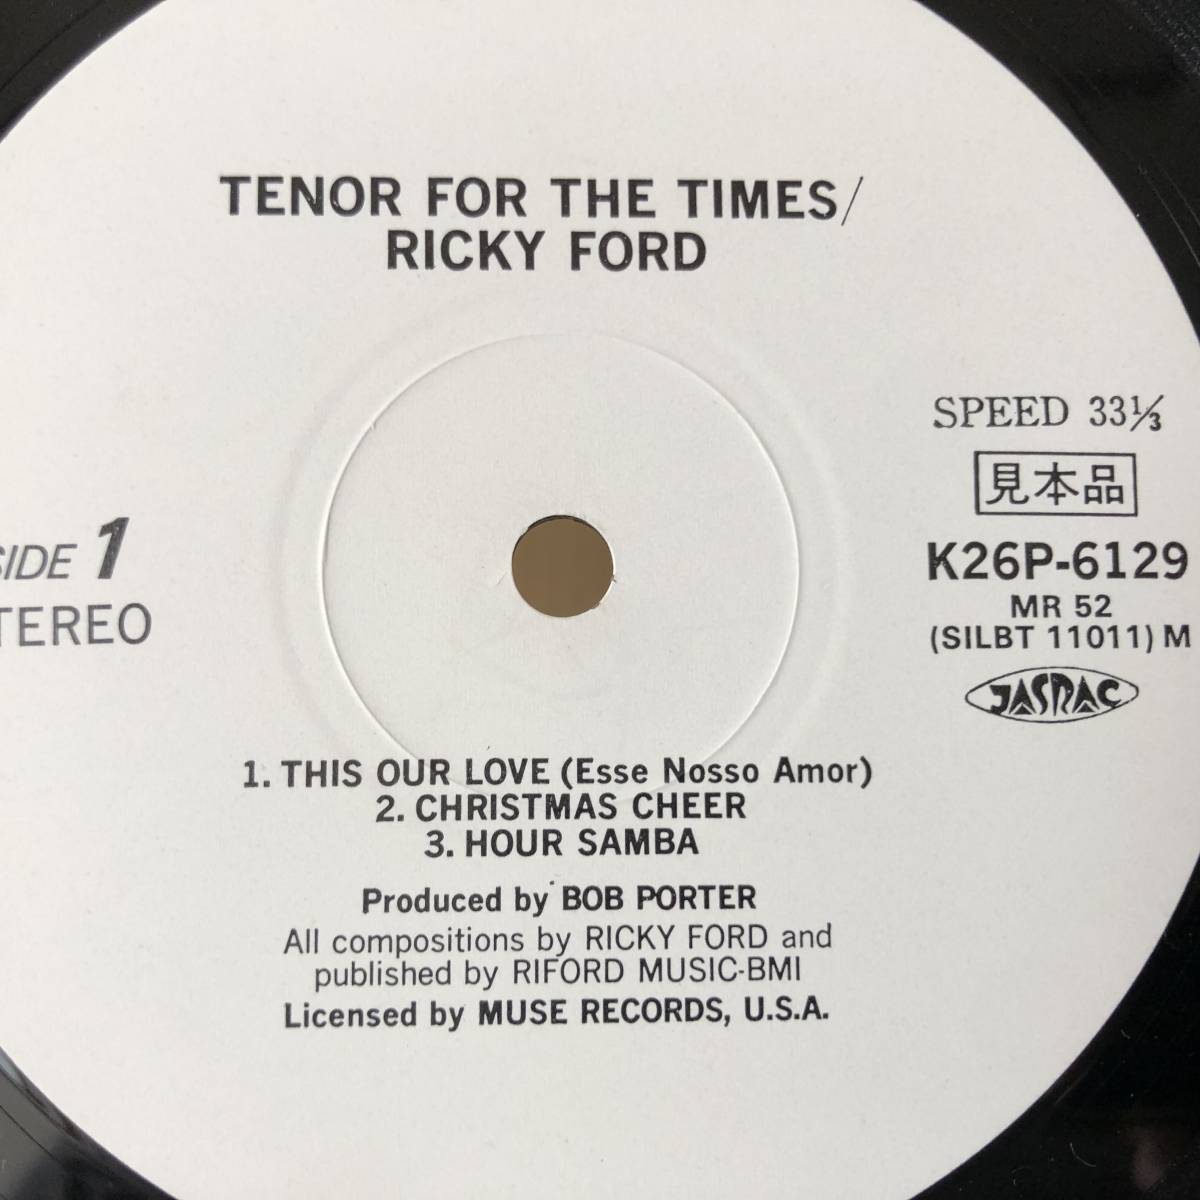 TENOR FOR THE TIMES/
RICKY FORD
SPEED 33⅓
見本品
SIDE 1
STEREO
K26P-6129
MR 52
(SILBT 11011) M
JASRAC
1. THIS OUR LOVE (Esse Nosso Amor)
2. CHRISTMAS CHEER
3. HOUR SAMBA
Produced by BOB PORTER
All compositions by RICKY FORD and
published by RIFORD MUSIC-BMI
Licensed by MUSE RECORDS, U.S.A.